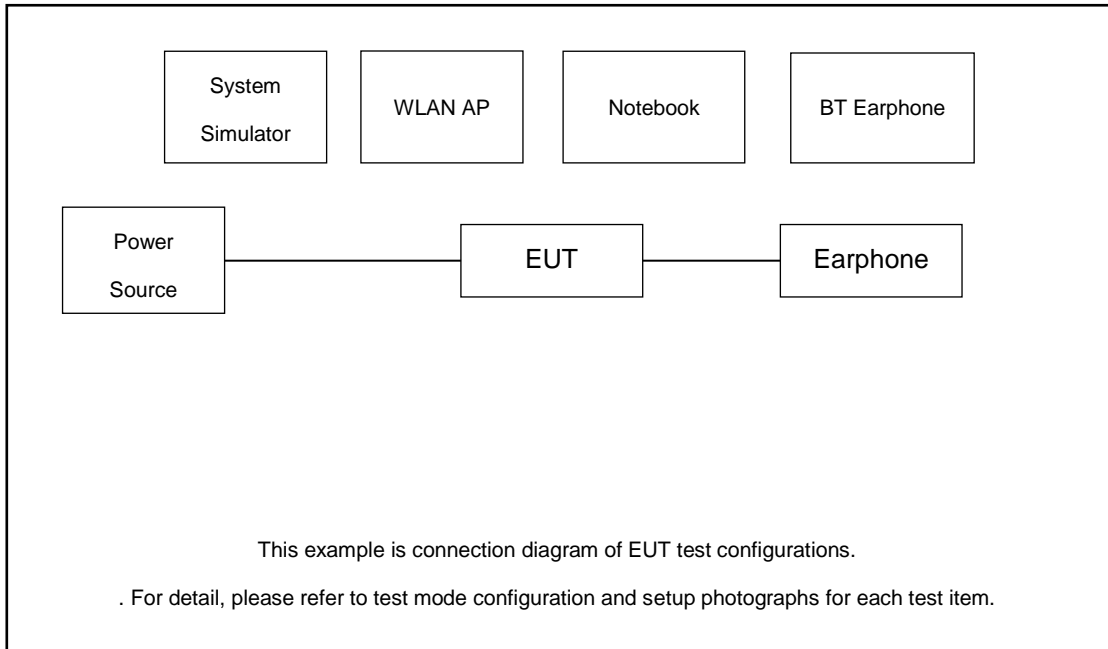 System
Simulator
WLAN AP
Notebook
BT Earphone
Power
Source
EUT
Earphone
This example is connection diagram of EUT test configurations.
. For detail, please refer to test mode configuration and setup photographs for each test item.